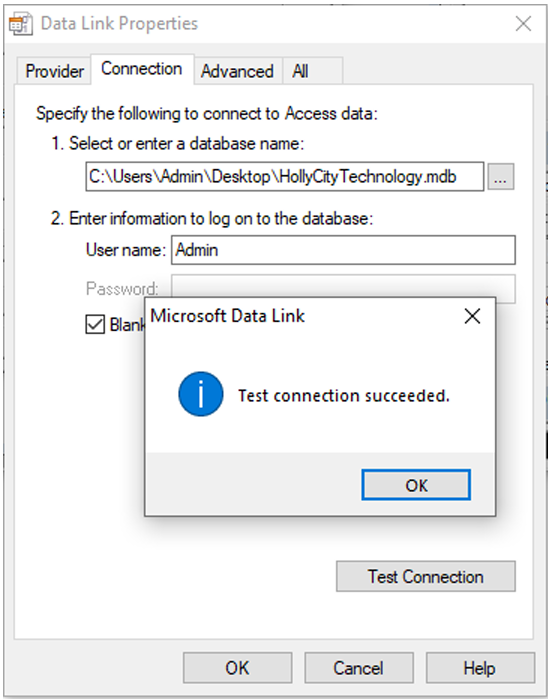 Data Link Properties
Provider Connection Advanced All
Specify the following to connect to Access data:
1. Select or enter a database name:
C:\Users\Admin\Desktop\HollyCityTechnology.mdb ...
2. Enter information to log on to the database:
User name: Admin
Password:
Blank
Microsoft Data Link
Test connection succeeded.
OK
Test Connection
OK Cancel Help